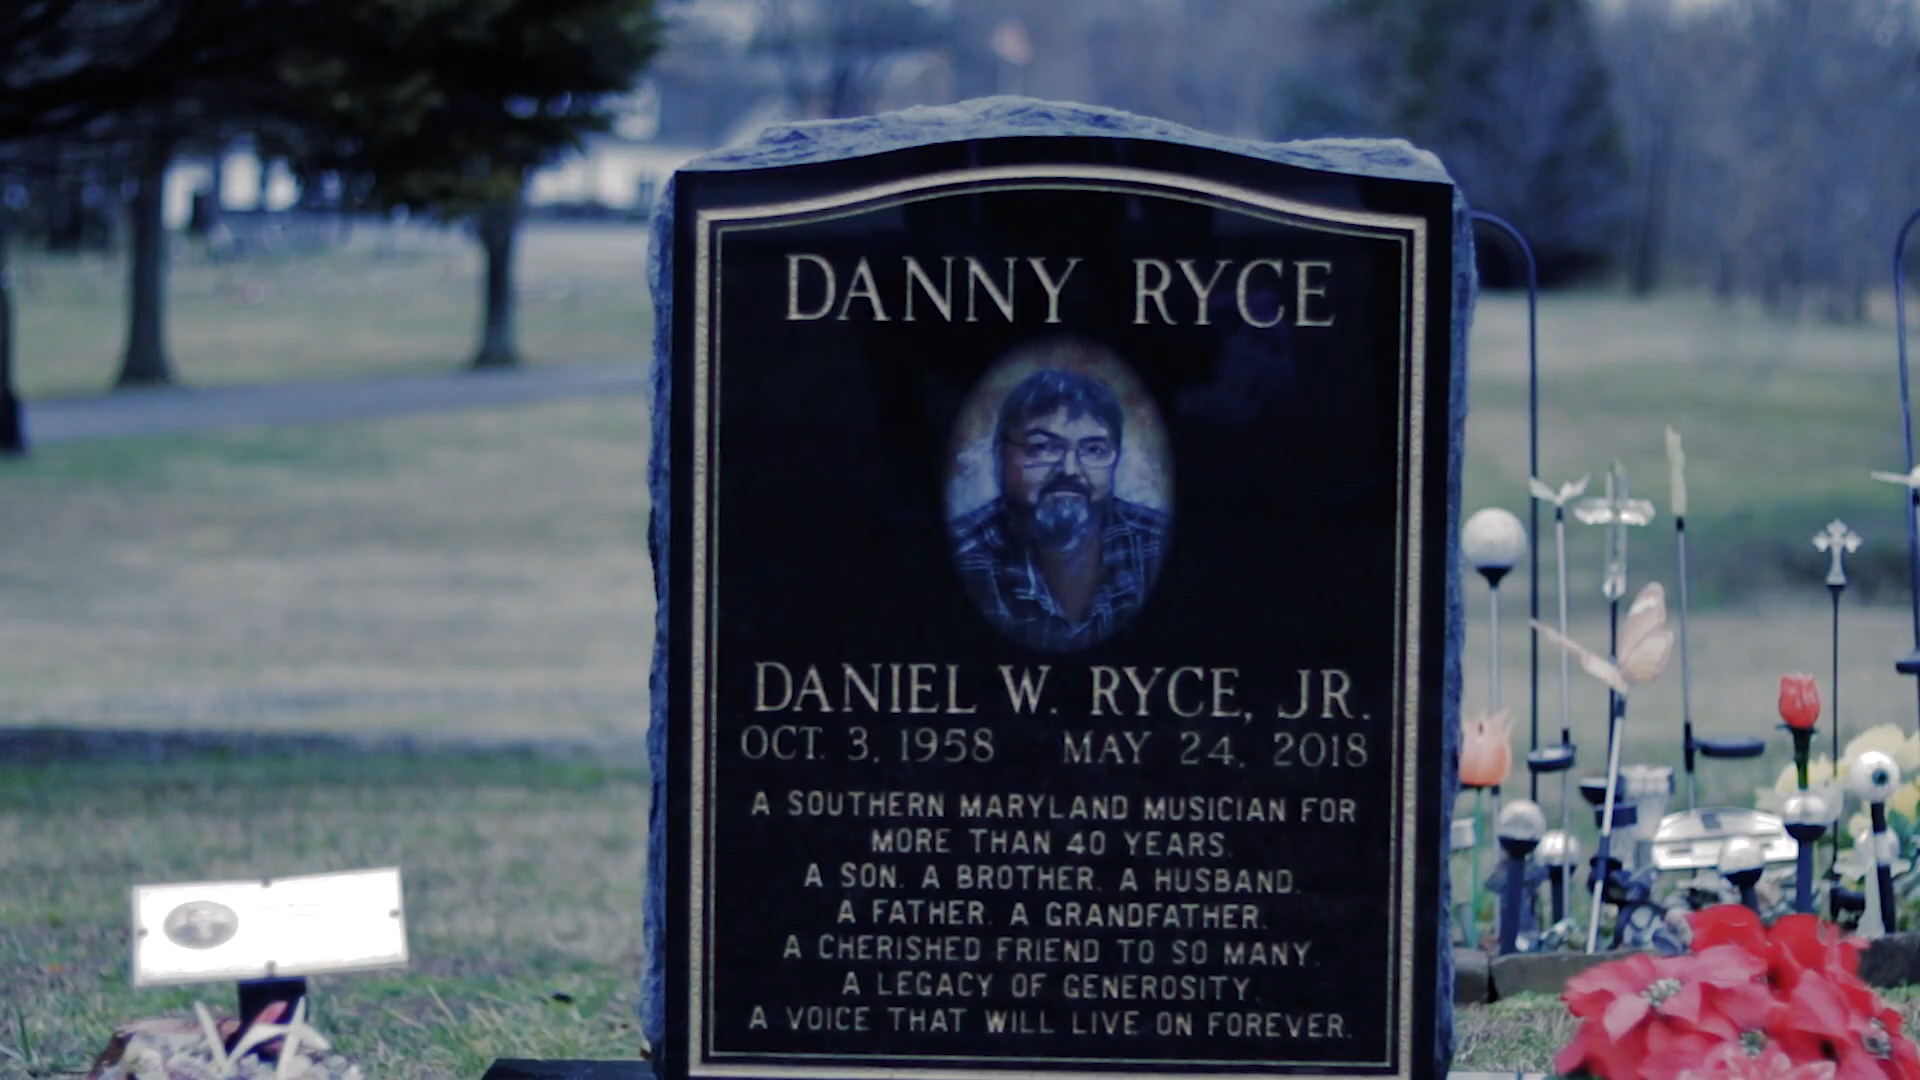 DANNY RYCE
DANIEL W. RYCE, JR.
OCT. 3, 1958 MAY 24, 2018
A SOUTHERN MARYLAND MUSICIAN FOR
MORE THAN 40 YEARS.
A SON. A BROTHER. A HUSBAND.
A FATHER. A GRANDFATHER.
A CHERISHED FRIEND TO SO MANY.
A LEGACY OF GENEROSITY.
A VOICE THAT WILL LIVE ON FOREVER.